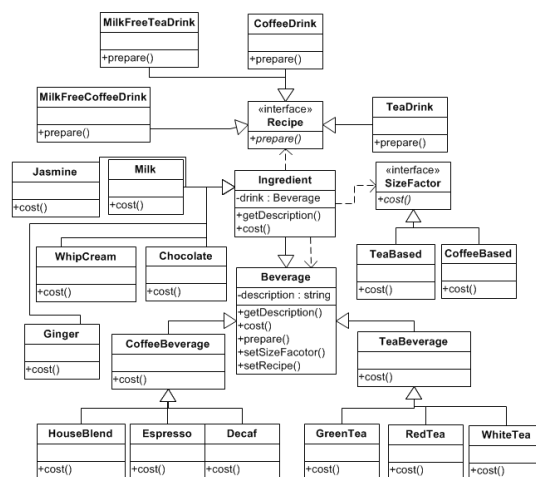 MilkFreeTeaDrink
+prepare()
CoffeeDrink
+prepare()
MilkFreeCoffeeDrink
+prepare()
«interface»
Recipe
+prepare()
TeaDrink
+prepare()
Jasmine
+cost()
Milk
+cost()
Ingredient
-drink : Beverage
+getDescription()
+cost()
«interface»
SizeFactor
+cost()
WhipCream
+cost()
Chocolate
+cost()
TeaBased
+cost()
CoffeeBased
+cost()
Ginger
+cost()
Beverage
-description : string
+getDescription()
+cost()
+prepare()
+setSizeFacotor()
+setRecipe()
CoffeeBeverage
+cost()
TeaBeverage
+cost()
HouseBlend
+cost()
Espresso
+cost()
Decaf
+cost()
GreenTea
+cost()
RedTea
+cost()
WhiteTea
+cost()